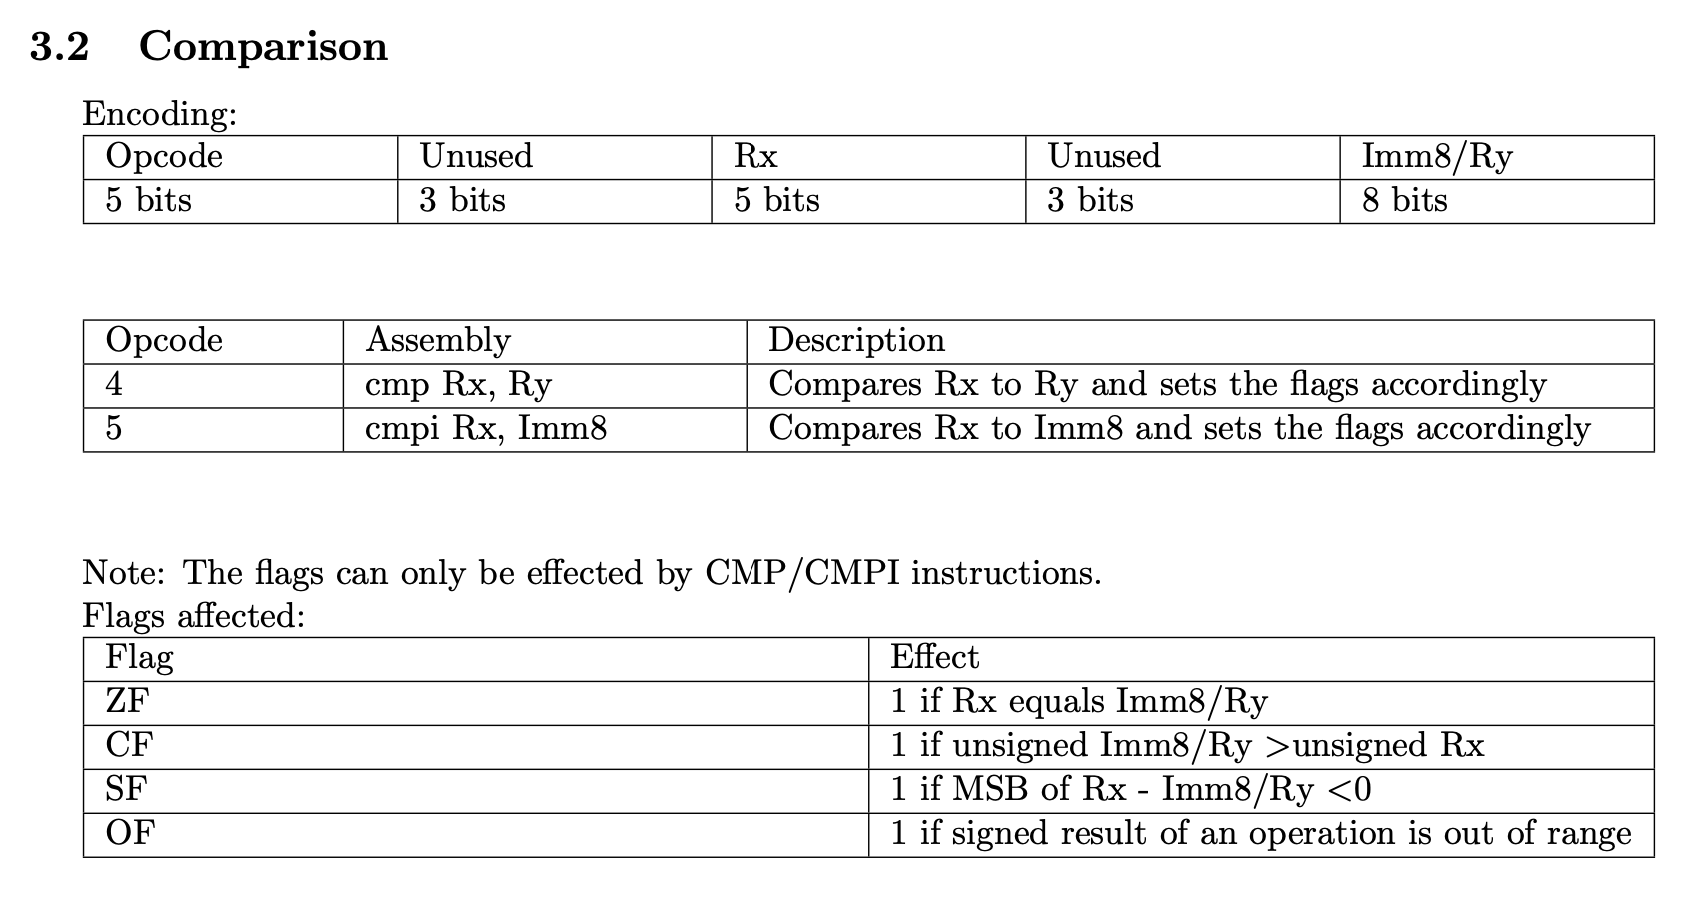 3.2 Comparison
Encoding:
Opcode Unused Rx Unused Imm8/Ry
5 bits 3 bits 5 bits 3 bits 8 bits
Opcode Assembly Description
4 cmp Rx, Ry Compares Rx to Ry and sets the flags accordingly
5 cmpi Rx, Imm8 Compares Rx to Imm8 and sets the flags accordingly
Note: The flags can only be effected by CMP/CMPI instructions.
Flags affected:
Flag Effect
ZF 1 if Rx equals Imm8/Ry
CF 1 if unsigned Imm8/Ry >unsigned Rx
SF 1 if MSB of Rx - Imm8/Ry <0
OF 1 if signed result of an operation is out of range